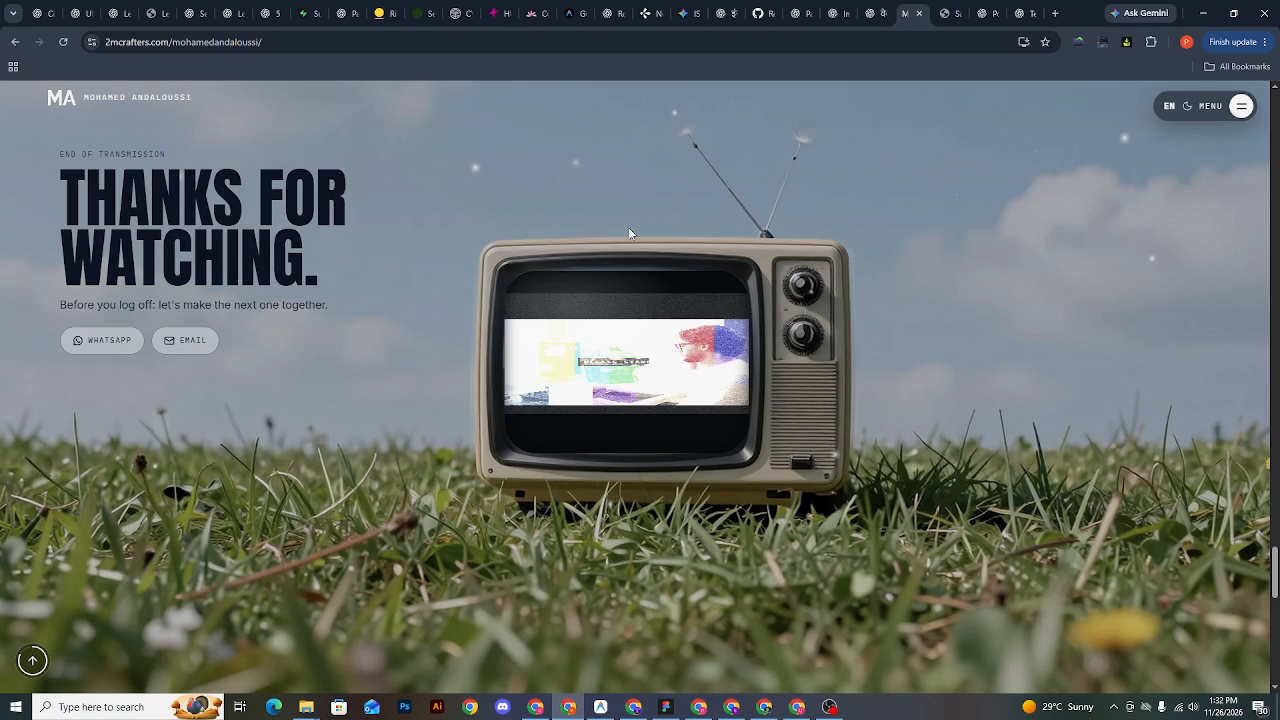 Ask Gemini
2mcrafters.com/mohamedandaloussi/
Finish update
All Bookmarks
MA MOHAMED ANDALOUSSI
EN MENU
END OF TRANSMISSION
THANKS FOR
WATCHING.
Before you log off: let's make the next one together.
WHATSAPP EMAIL
Type here to search
29°C Sunny
1:32 PM
11/26/2026